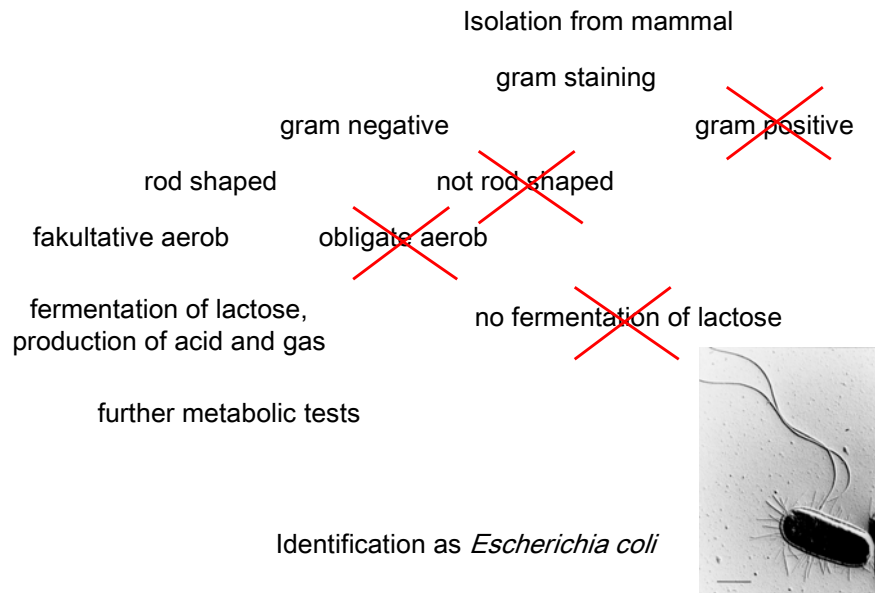 Isolation from mammal
gram staining
gram negative
gram positive
rod shaped
not rod shaped
fakultative aerob
obligate aerob
fermentation of lactose,
production of acid and gas
no fermentation of lactose
further metabolic tests
Identification as Escherichia coli